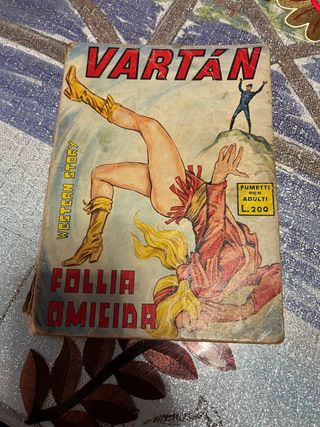 VARTÁN
WESTERN STORY
FUMETTI
PER
ADULTI
L.200
FOLLIA
OMICIDA